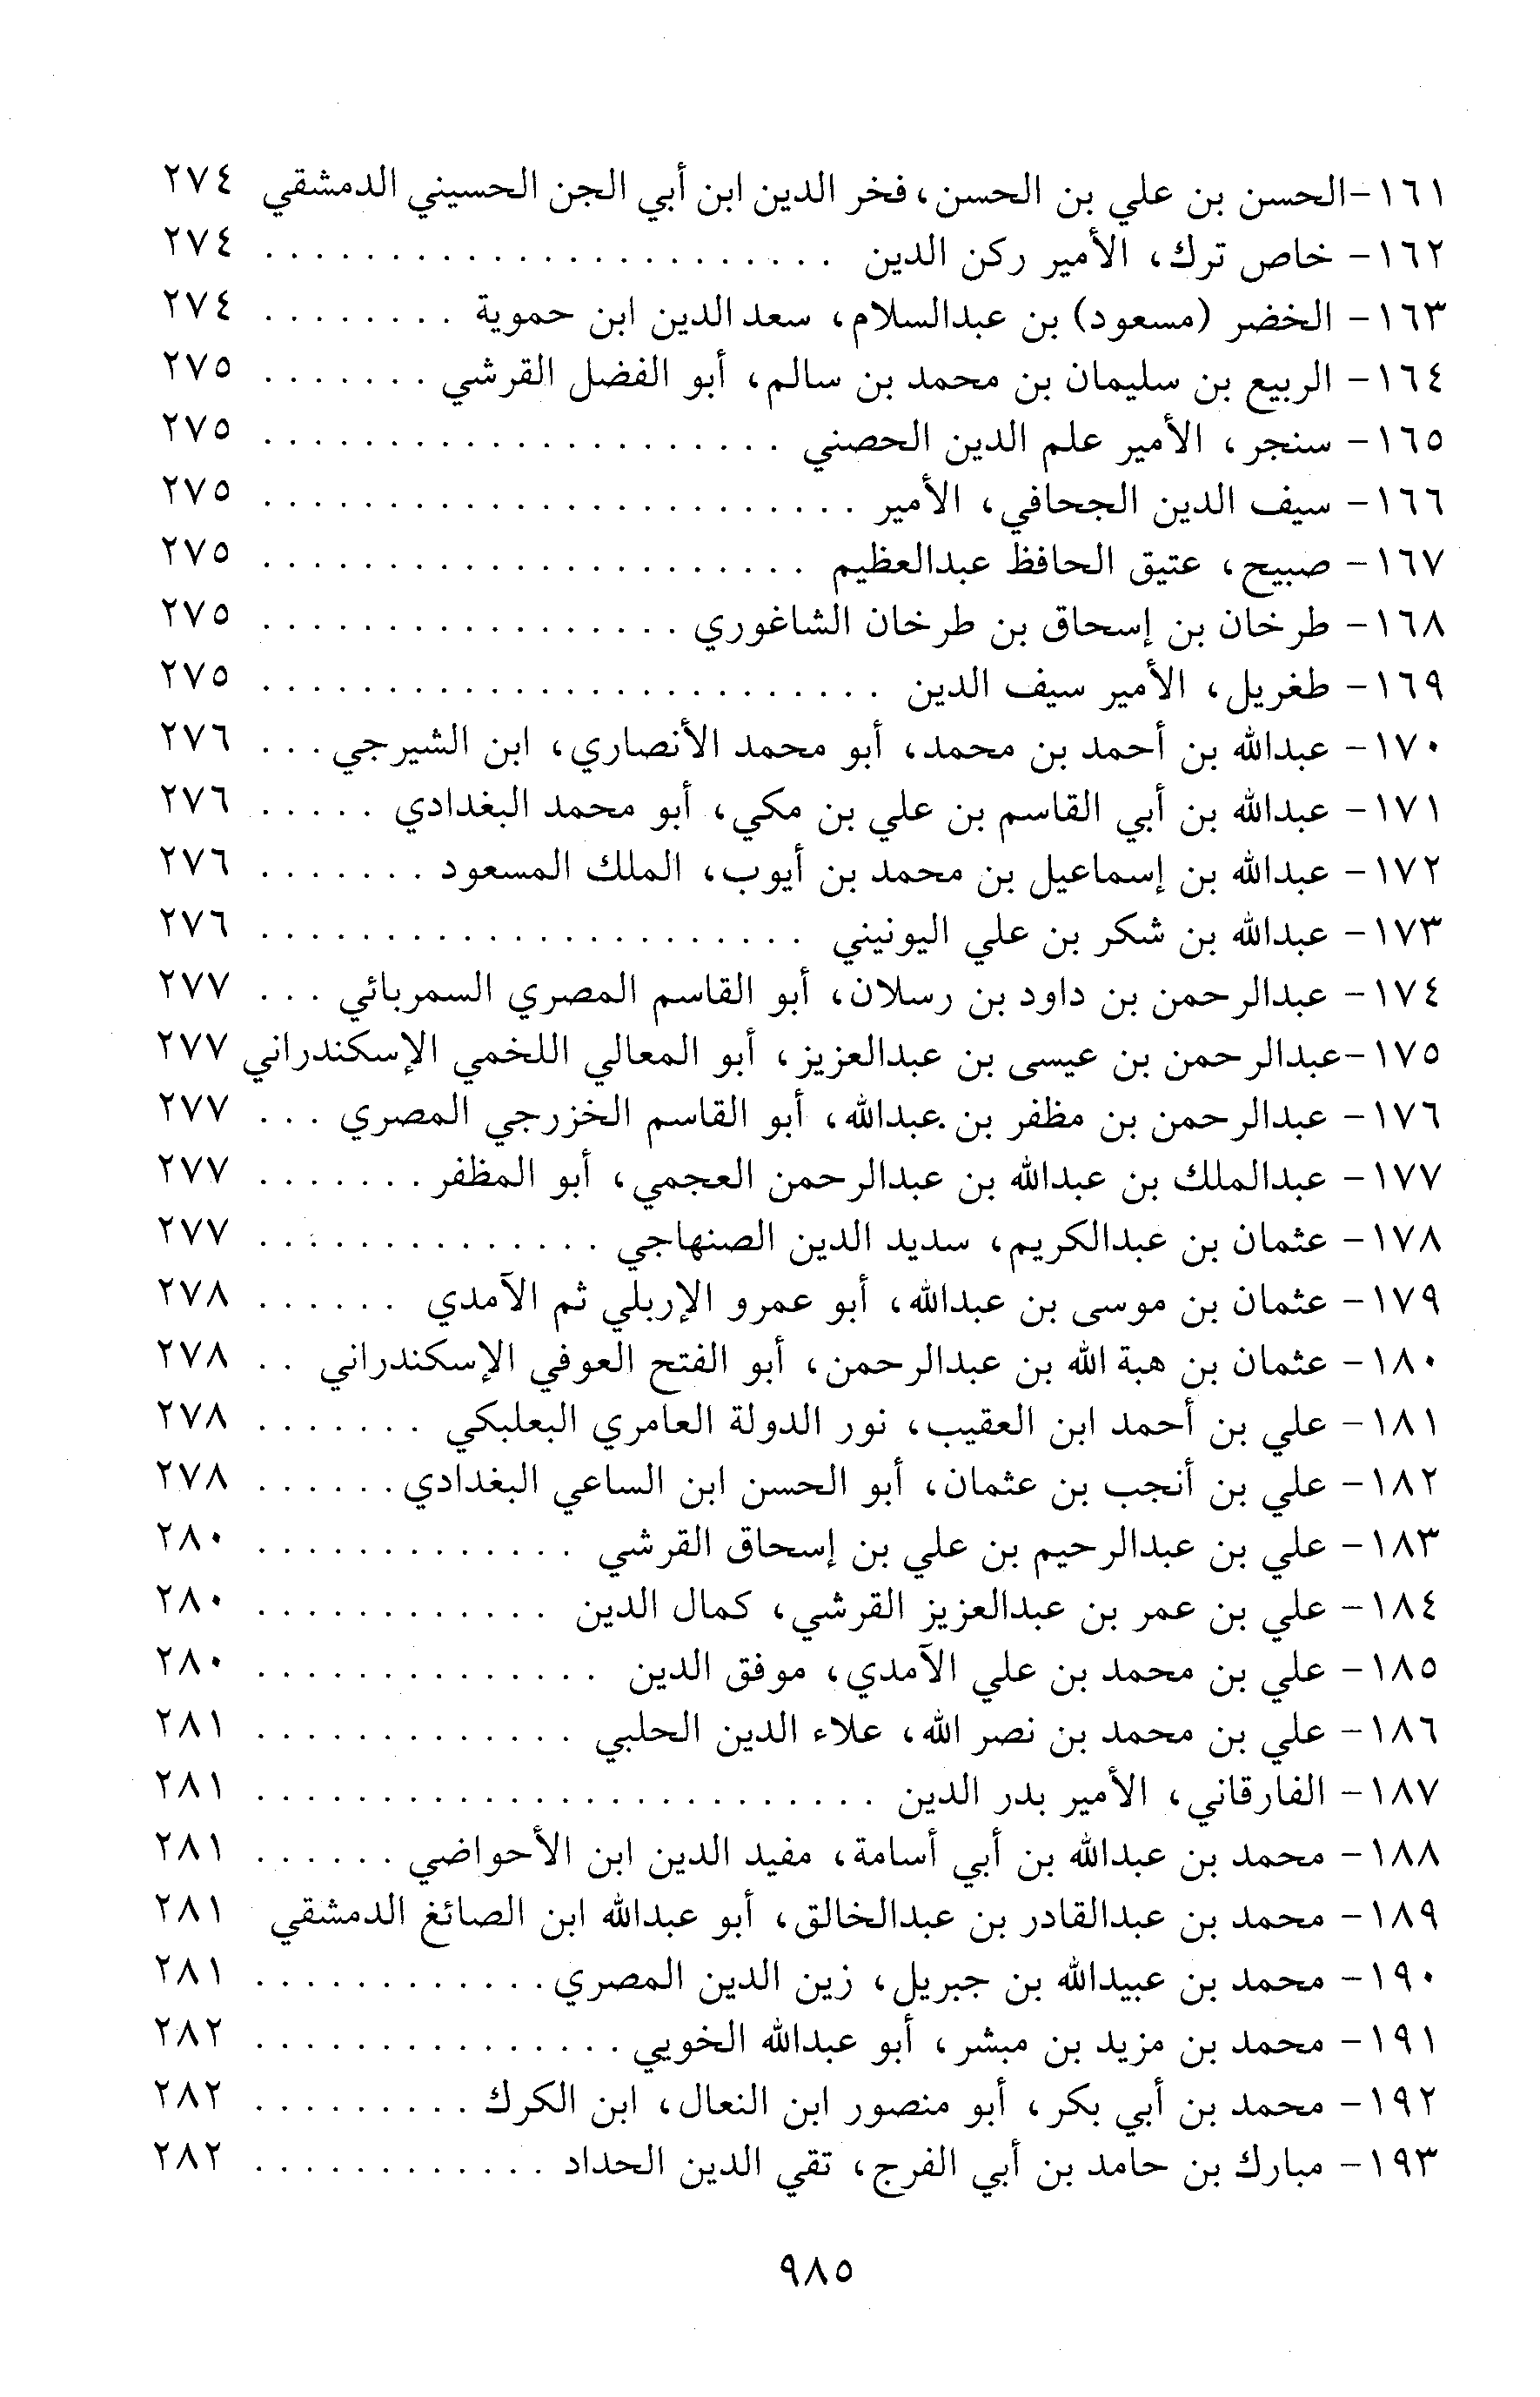 ١٦١-الحسن بن علي بن الحسن، فخر الدين ابن أبي الجن الحسيني الدمشقي ٢٧٤
١٦٢- خاص ترك، الأمير ركن الدين . . . . . . . . . . . . . . . . . . . . . . . ٢٧٤
١٦٣- الخضر (مسعود) بن عبدالسلام، سعد الدين ابن حموية . . . . . . . . ٢٧٤
١٦٤- الربيع بن سليمان بن محمد بن سالم، أبو الفضل القرشي . . . . . . . ٢٧٥
١٦٥- سنجر، الأمير علم الدين الحصني . . . . . . . . . . . . . . . . . . . . . ٢٧٥
١٦٦- سيف الدين الجحافي، الأمير . . . . . . . . . . . . . . . . . . . . . . . . ٢٧٥
١٦٧- صبيح، عتيق الحافظ عبدالعظيم . . . . . . . . . . . . . . . . . . . . . . ٢٧٥
١٦٨- طرخان بن إسحاق بن طرخان الشاغوري . . . . . . . . . . . . . . . . . ٢٧٥
١٦٩- طغريل، الأمير سيف الدين . . . . . . . . . . . . . . . . . . . . . . . . . ٢٧٥
١٧٠- عبدالله بن أحمد بن محمد، أبو محمد الأنصاري، ابن الشيرجي . . . ٢٧٦
١٧١- عبدالله بن أبي القاسم بن علي بن مكي، أبو محمد البغدادي . . . . . ٢٧٦
١٧٢- عبدالله بن إسماعيل بن محمد بن أيوب، الملك المسعود . . . . . . . ٢٧٦
١٧٣- عبدالله بن شكر بن علي اليونيني . . . . . . . . . . . . . . . . . . . . . . ٢٧٦
١٧٤- عبدالرحمن بن داود بن رسلان، أبو القاسم المصري السمربائي . . . ٢٧٧
١٧٥-عبدالرحمن بن عيسى بن عبدالعزيز، أبو المعالي اللخمي الإسكندراني ٢٧٧
١٧٦- عبدالرحمن بن مظفر بن عبدالله، أبو القاسم الخزرجي المصري . . . ٢٧٧
١٧٧- عبدالملك بن عبدالله بن عبدالرحمن العجمي، أبو المظفر . . . . . . . ٢٧٧
١٧٨- عثمان بن عبدالكريم، سديد الدين الصنهاجي . . . . . . . . . . . . . . ٢٧٧
١٧٩- عثمان بن موسى بن عبدالله، أبو عمرو الإربلي ثم الآمدي . . . . . . ٢٧٨
١٨٠- عثمان بن هبة الله بن عبدالرحمن، أبو الفتح العوفي الإسكندراني . . ٢٧٨
١٨١- علي بن أحمد ابن العقيب، نور الدولة العامري البعلبكي . . . . . . . ٢٧٨
١٨٢- علي بن أنجب بن عثمان، أبو الحسن ابن الساعي البغدادي . . . . . . ٢٧٨
١٨٣- علي بن عبدالرحيم بن علي بن إسحاق القرشي . . . . . . . . . . . . . ٢٨٠
١٨٤- علي بن عمر بن عبدالعزيز القرشي، كمال الدين . . . . . . . . . . . . ٢٨٠
١٨٥- علي بن محمد بن علي الآمدي، موفق الدين . . . . . . . . . . . . . . ٢٨٠
١٨٦- علي بن محمد بن نصر الله، علاء الدين الحلبي . . . . . . . . . . . . . ٢٨١
١٨٧- الفارقاني، الأمير بدر الدين . . . . . . . . . . . . . . . . . . . . . . . . . ٢٨١
١٨٨- محمد بن عبدالله بن أبي أسامة، مفيد الدين ابن الأحواضي . . . . . . ٢٨١
١٨٩- محمد بن عبدالقادر بن عبدالخالق، أبو عبدالله ابن الصائغ الدمشقي ٢٨١
١٩٠- محمد بن عبيدالله بن جبريل، زين الدين المصري . . . . . . . . . . . . ٢٨١
١٩١- محمد بن مزيد بن مبشر، أبو عبدالله الخويي . . . . . . . . . . . . . . . ٢٨٢
١٩٢- محمد بن أبي بكر، أبو منصور ابن النعال، ابن الكرك . . . . . . . . . ٢٨٢
١٩٣- مبارك بن حامد بن أبي الفرج، تقي الدين الحداد . . . . . . . . . . . . ٢٨٢
٩٨٥